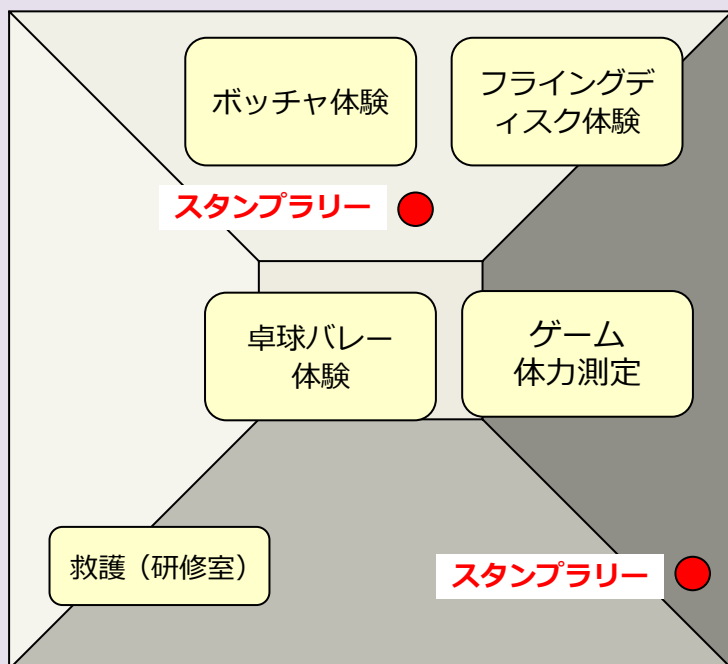 ボッチャ体験
フライングデ
ィスク体験
スタンプラリー
卓球バレー
体験
ゲーム
体力測定
救護（研修室）
スタンプラリー